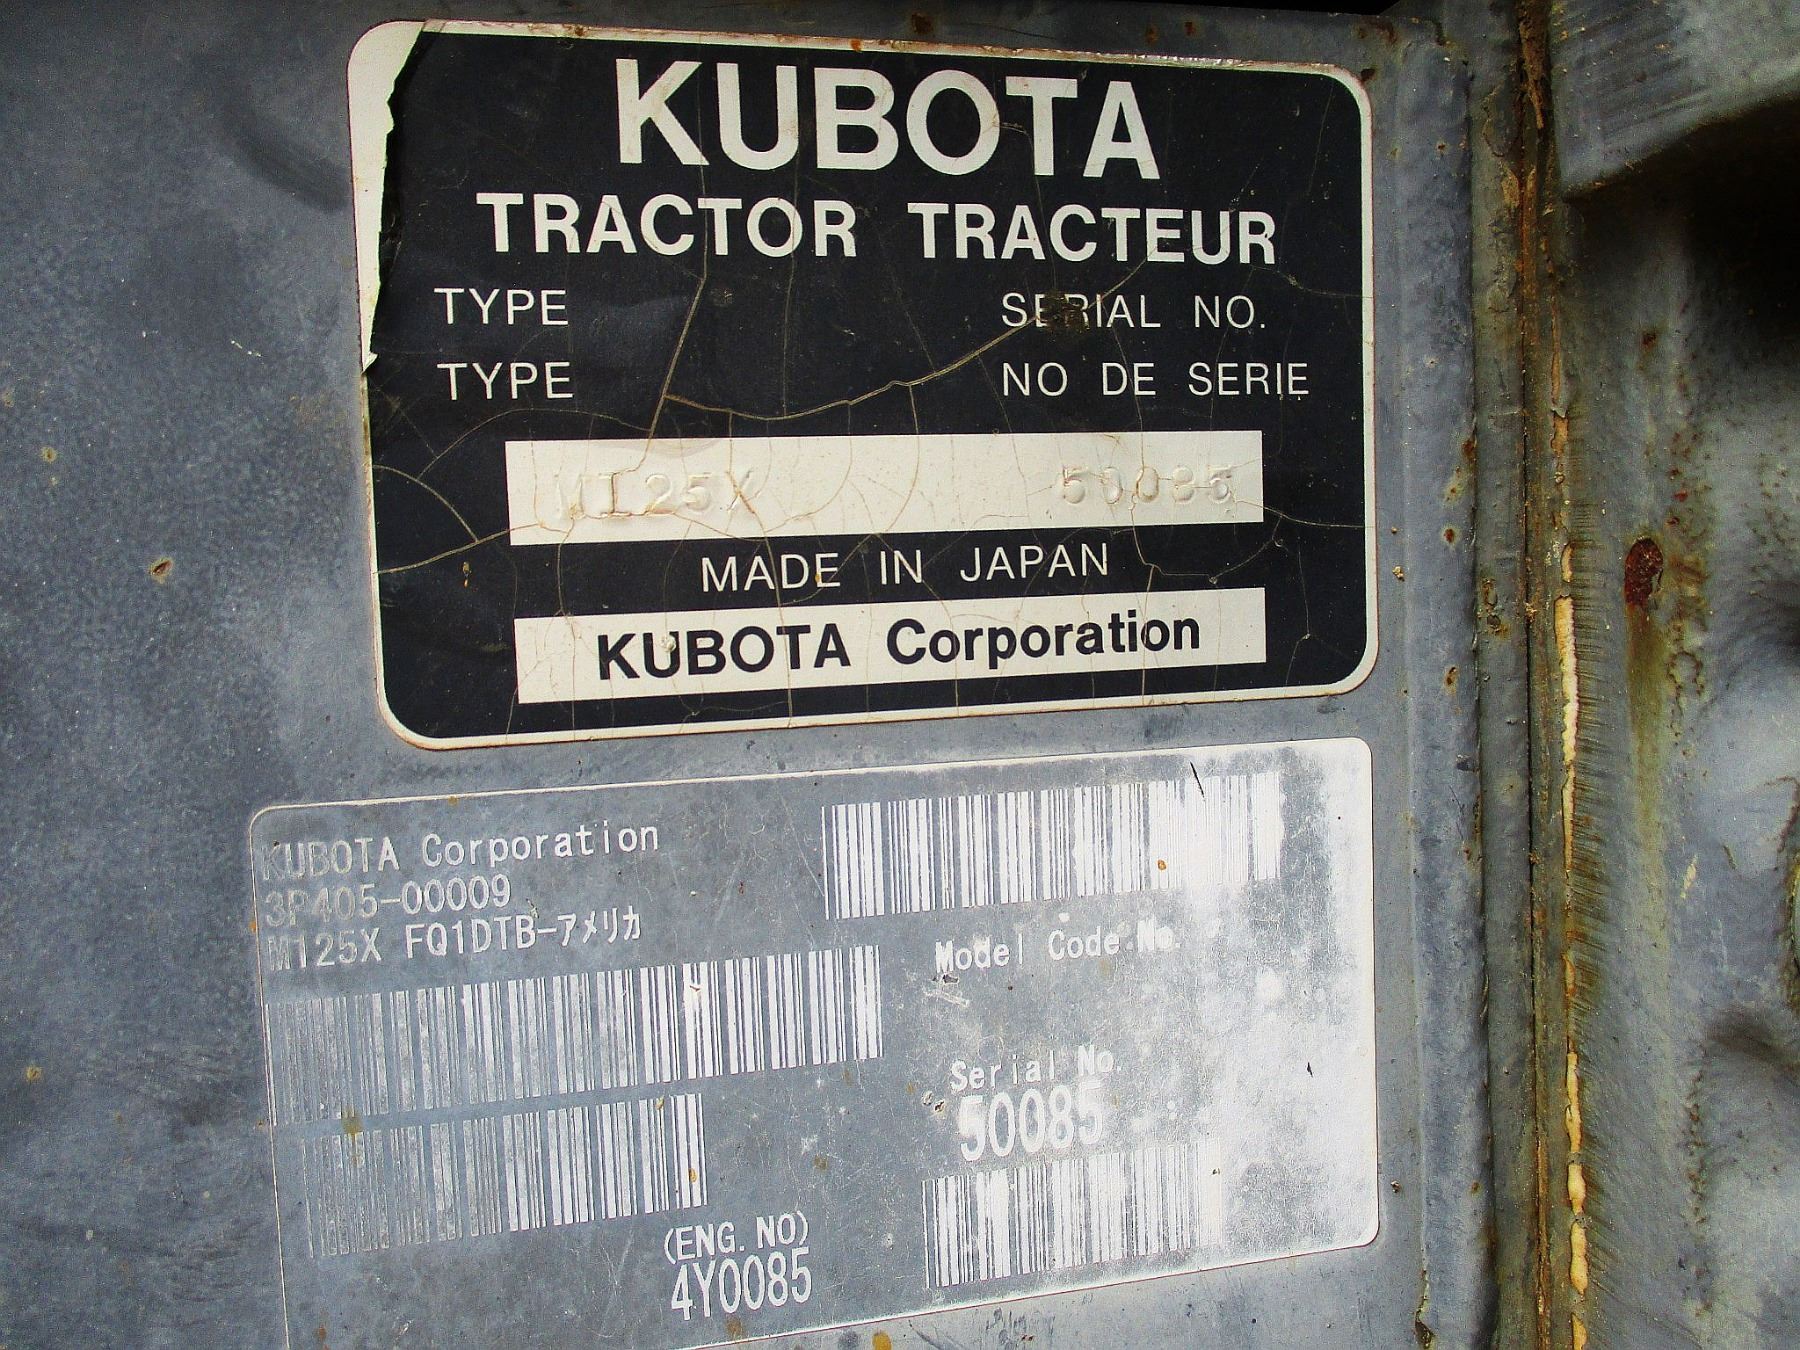 KUBOTA
TRACTOR TRACTEUR
TYPE SERIAL NO.
TYPE NO DE SERIE
M125X 50085
MADE IN JAPAN
KUBOTA Corporation
KUBOTA Corporation
3P405-00009
M125X FQ1DTB-アメリカ
Model Code No.
Serial No.
50085
(ENG. NO)
4Y0085